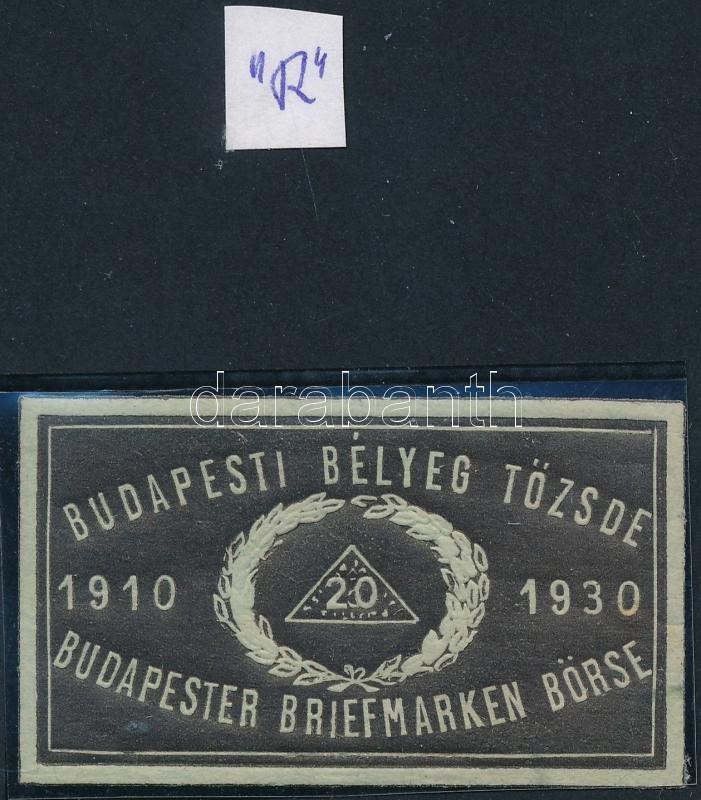 "R"
darabanth
BUDAPESTI BÉLYEG TÖZSDE
1910 20 1930
BUDAPESTER BRIEFMARKEN BÖRSE